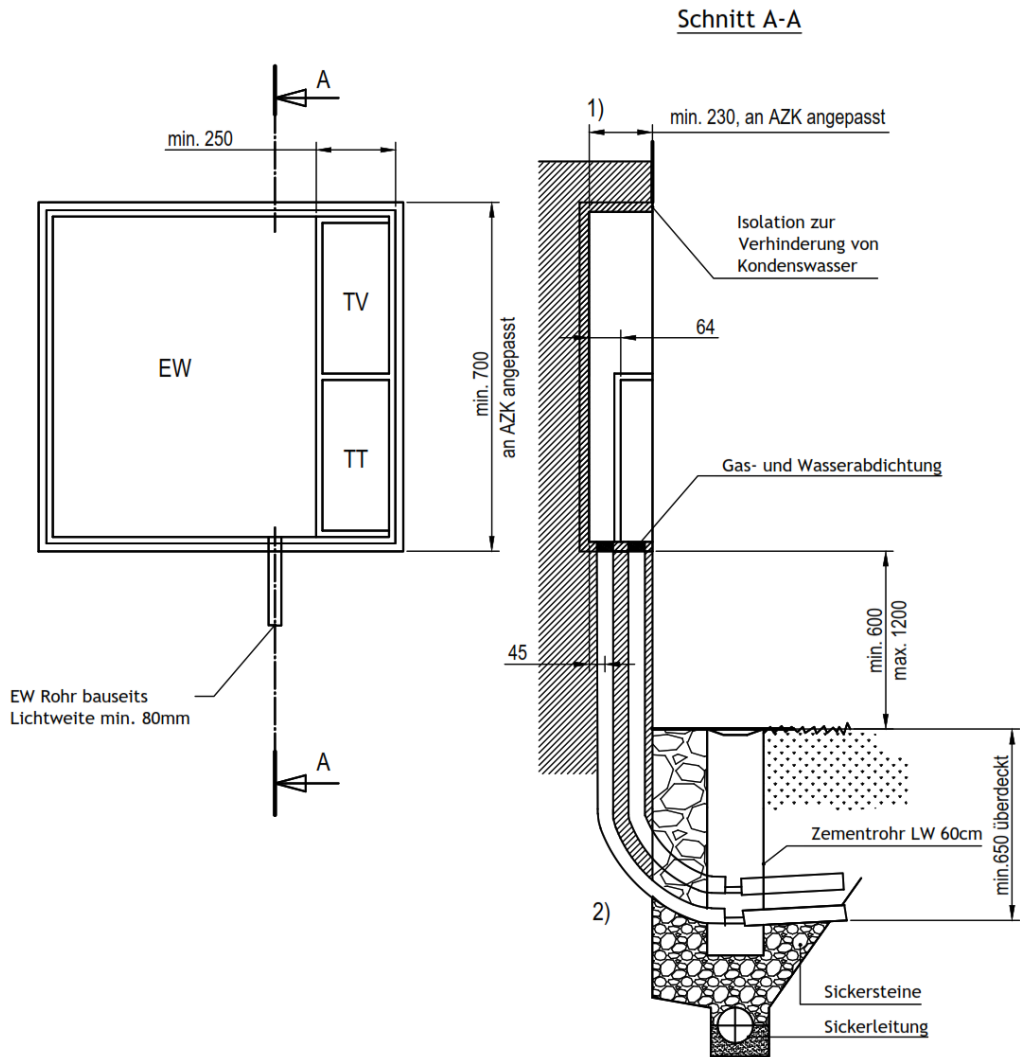 Schnitt A-A
A
1)
min. 230, an AZK angepasst
min. 250
Isolation zur
Verhinderung von
Kondenswasser
TV
64
EW
min. 700
an AZK angepasst
TT
Gas- und Wasserabdichtung
min. 600
max. 1200
45
EW Rohr bauseits
Lichtweite min. 80mm
A
min.650 überdeckt
Zementrohr LW 60cm
2)
Sickersteine
Sickerleitung